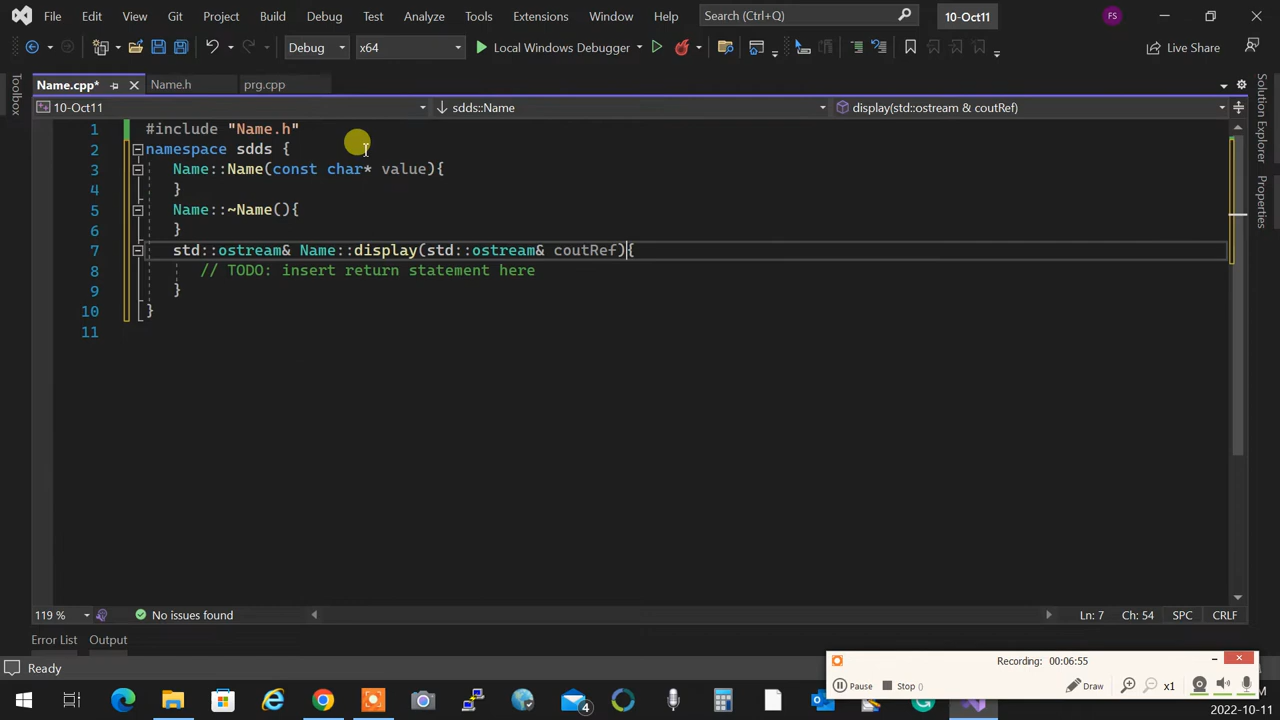 File Edit View Git Project Build Debug Test Analyze Tools Extensions Window Help Search (Ctrl+Q) 10-Oct11 FS
Debug x64 Local Windows Debugger Live Share
Name.cpp* Name.h prg.cpp
10-Oct11 sdds::Name display(std::ostream & coutRef)
Toolbox
Solution Explorer
Properties
1 #include "Name.h"
2 namespace sdds {
3 Name::Name(const char* value){
4 }
5 Name::~Name(){
6 }
7 std::ostream& Name::display(std::ostream& coutRef){
8 // TODO: insert return statement here
9 }
10 }
11
119 % No issues found Ln: 7 Ch: 54 SPC CRLF
Error List Output
Ready
Recording: 00:06:55
Pause Stop () Draw x1
4
2022-10-11